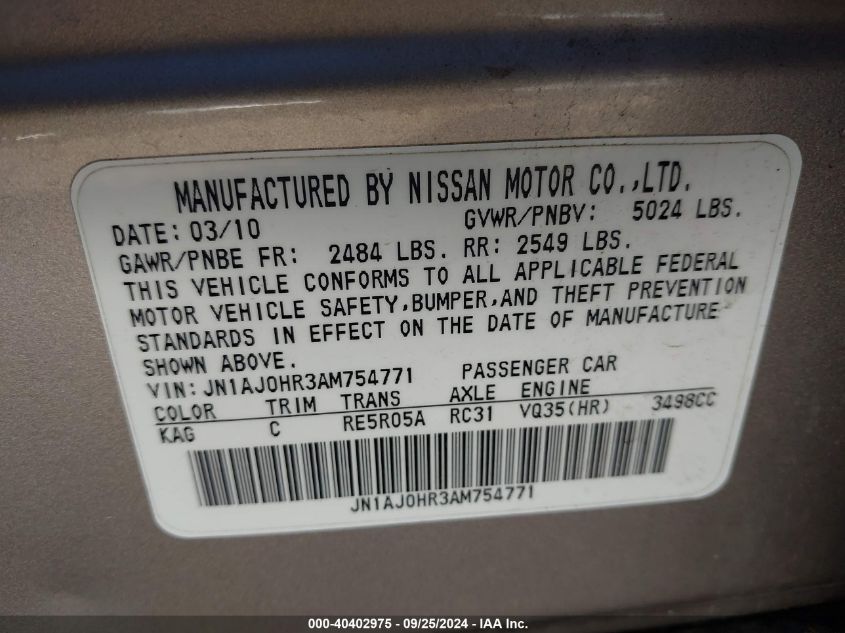 MANUFACTURED BY NISSAN MOTOR CO.,LTD.
DATE: 03/10 GVWR/PNBV: 5024 LBS.
GAWR/PNBE FR: 2484 LBS. RR: 2549 LBS.
THIS VEHICLE CONFORMS TO ALL APPLICABLE FEDERAL
MOTOR VEHICLE SAFETY,BUMPER,AND THEFT PREVENTION
STANDARDS IN EFFECT ON THE DATE OF MANUFACTURE
SHOWN ABOVE.
VIN: JN1AJ0HR3AM754771 PASSENGER CAR
COLOR TRIM TRANS AXLE ENGINE
KAG C RE5R05A RC31 VQ35(HR) 3498CC
JN1AJ0HR3AM754771
000-40402975 - 09/25/2024 - IAA Inc.